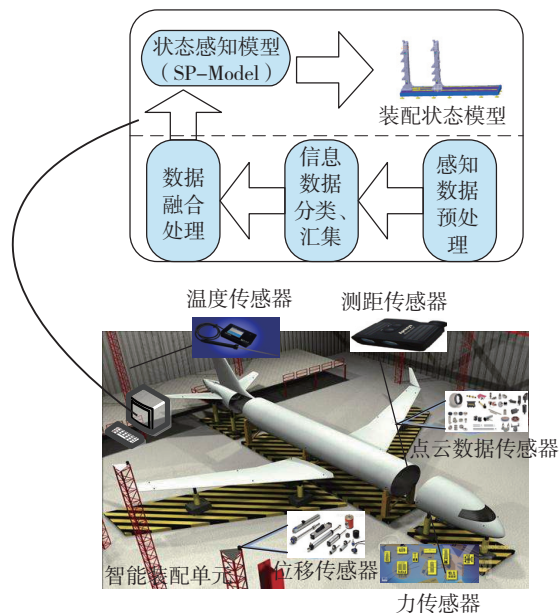 状态感知模型
（SP-Model）
装配状态模型
数据
融合
处理
信息
数据
分类、
汇集
感知
数据
预处
理
温度传感器
测距传感器
点云数据传感器
智能装配单元
位移传感器
力传感器